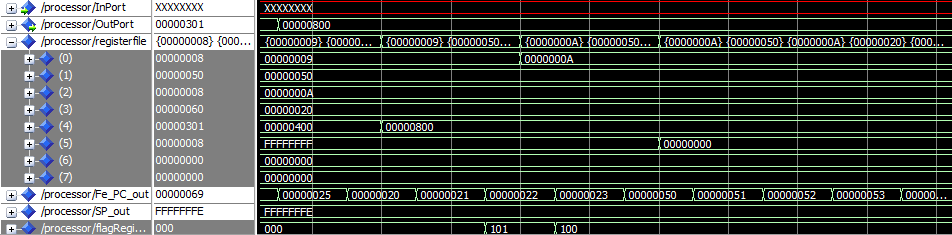 /processor/InPort XXXXXXXX XXXXXXXX
/processor/OutPort 00000301 00000800
/processor/registerfile {00000008} {000... {00000009} {00000... {00000009} {00000050... {0000000A} {00000050... {0000000A} {00000050} {0000000A} {00000020} {000...
(0) 00000008 00000009 0000000A
(1) 00000050 00000050
(2) 00000008 0000000A
(3) 00000060 00000020
(4) 00000301 00000400 00000800
(5) 00000008 FFFFFFFF 00000000
(6) 00000000 00000000
(7) 00000000 00000000
/processor/Fe_PC_out 00000069 00000025 00000020 00000021 00000022 00000023 00000050 00000051 00000052 00000053 00000...
/processor/SP_out FFFFFFFE FFFFFFFE
/processor/flagRegi... 000 000 101 100